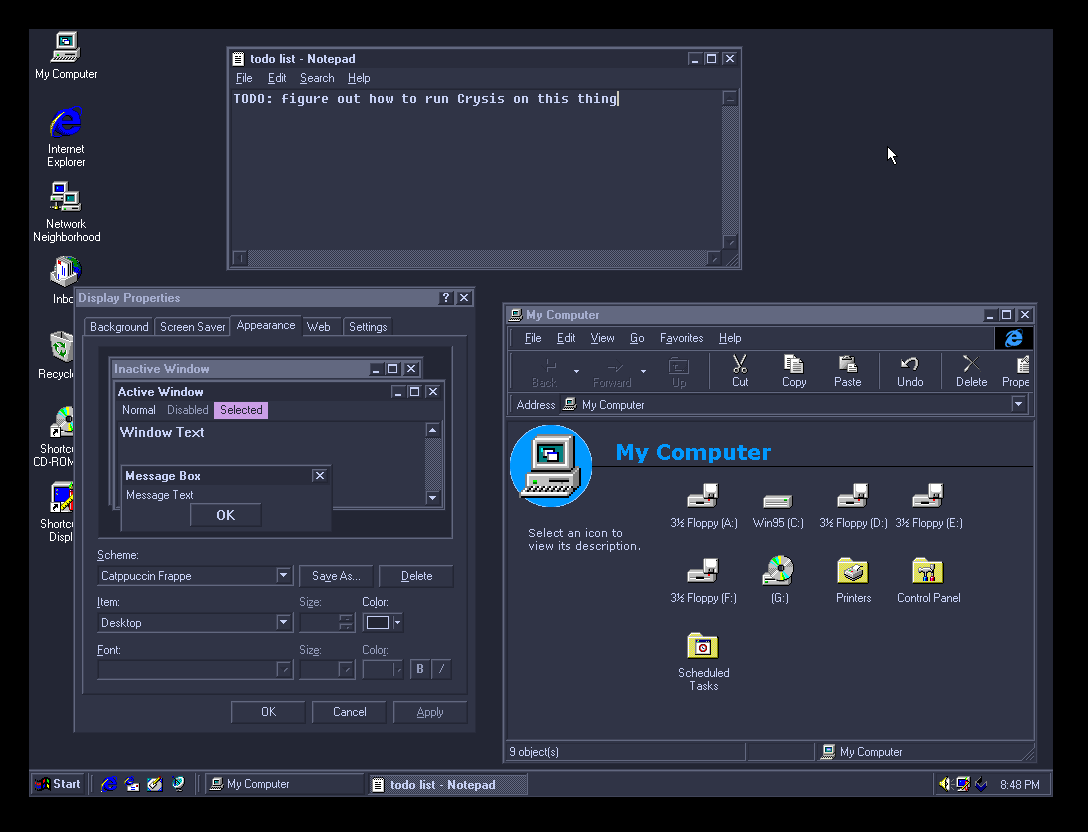 My Computer
Internet
Explorer
Network
Neighborhood
Inbo
Recycl
Shortc
CD-ROM
Shortcu
Displ
todo list - Notepad
File Edit Search Help
TODO: figure out how to run Crysis on this thing
Display Properties
Background Screen Saver Appearance Web Settings
Inactive Window
Active Window
Normal Disabled Selected
Window Text
Message Box
Message Text
OK
Scheme:
Catppuccin Frappe Save As... Delete
Item: Size: Color:
Desktop
Font: Size: Color:
B /
OK Cancel Apply
My Computer
File Edit View Go Favorites Help
Back Forward Up Cut Copy Paste Undo Delete Prope
Address My Computer
My Computer
Select an icon to
view its description.
3½ Floppy (A:) Win95 (C:) 3½ Floppy (D:) 3½ Floppy (E:)
3½ Floppy (F:) (G:) Printers Control Panel
Scheduled
Tasks
9 object(s) My Computer
Start My Computer todo list - Notepad 8:48 PM